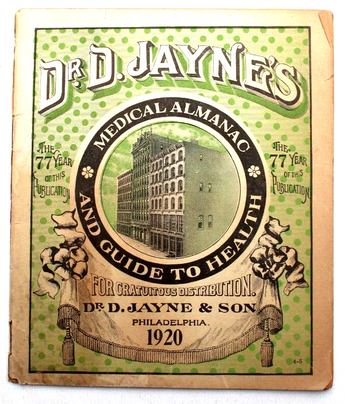 DR. D. JAYNE'S
MEDICAL ALMANAC
AND GUIDE TO HEALTH
THE
77 YEAR
OF THIS
PUBLICATION
THE
77 YEAR
OF THIS
PUBLICATION
FOR GRATUITOUS DISTRIBUTION.
DR. D. JAYNE & SON
PHILADELPHIA.
1920
4-S